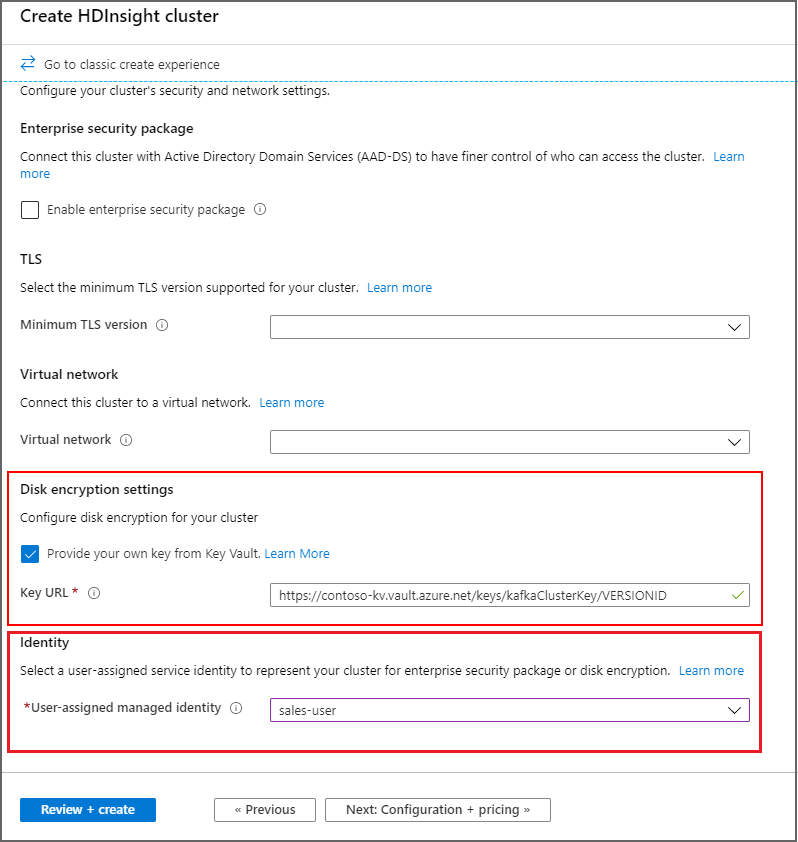 Create HDInsight cluster
Go to classic create experience
Configure your cluster's security and network settings.
Enterprise security package
Connect this cluster with Active Directory Domain Services (AAD-DS) to have finer control of who can access the cluster. Learn
more
Enable enterprise security package
TLS
Select the minimum TLS version supported for your cluster. Learn more
Minimum TLS version
Virtual network
Connect this cluster to a virtual network. Learn more
Virtual network
Disk encryption settings
Configure disk encryption for your cluster
Provide your own key from Key Vault. Learn More
Key URL * https://contoso-kv.vault.azure.net/keys/kafkaClusterKey/VERSIONID
Identity
Select a user-assigned service identity to represent your cluster for enterprise security package or disk encryption. Learn more
*User-assigned managed identity sales-user
Review + create « Previous Next: Configuration + pricing »